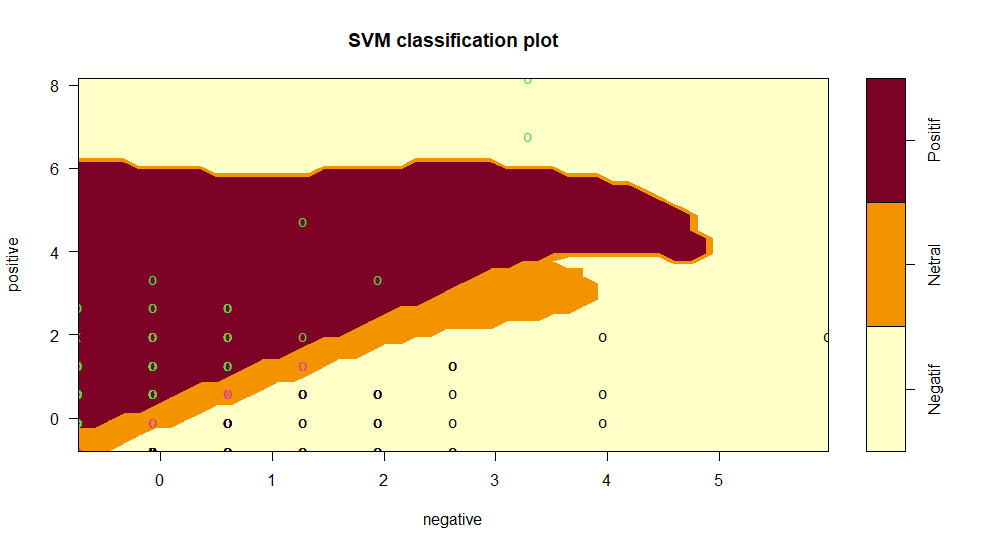 SVM classification plot
positive
8
6
4
2
0
0 1 2 3 4 5
negative
Positif
Netral
Negatif